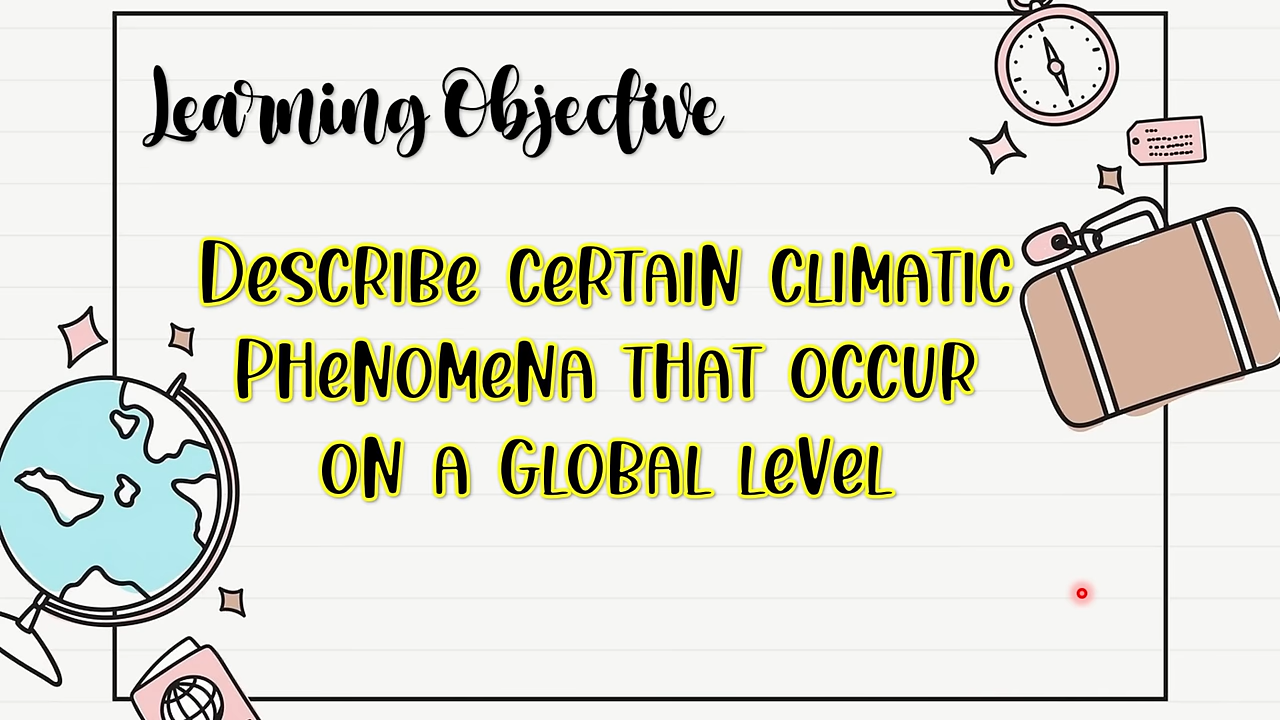 Learning Objective
Describe certain climatic
phenomena that occur
on a global level